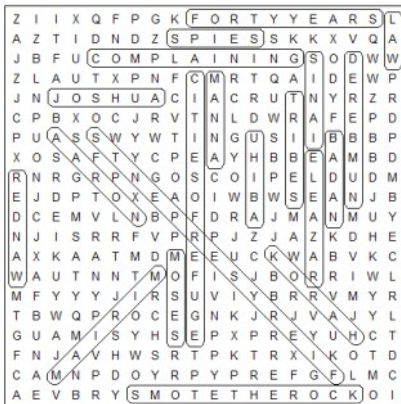 Z I I X Q F P G K F O R T Y Y E A R S L
A Z T I D N D Z S P I E S S K K X V Q A
J B F U C O M P L A I N I N G S O D W W
Z L A U T X P N F C M R T Q A I D E W P
J N J O S H U A C I A C R U T N Y R Z R
C P B X O C J R V T N L D W R A F E P D
P U A S S W Y W T I N G U S I I B B B P
X O S A F T Y C P E A Y H B B E A M B D
R N R G R P N G O S C O I P E L D U D M
E J D P T O X E A O I W B W S E A N J B
D C E M V L N B P F D R A J M A N M U Y
N J I S R R F V P R P J Z J A Z K D H E
A X K A A T M D M E E U C K W A B V K C
W A U T N N T M O F I S J B O R R I W L
M F Y Y Y J I R S U V I Y B R R V M Y R
T B W Q P R O C E G N K J R J V A J Y L
G U A M I S Y H S E P X P R E Y U H C T
F N J A V H W S R T P K T R X I K O T D
C A M N P D O Y R P Y P R E F G F L M C
A E V B R Y S M O T E T H E R O C K O I